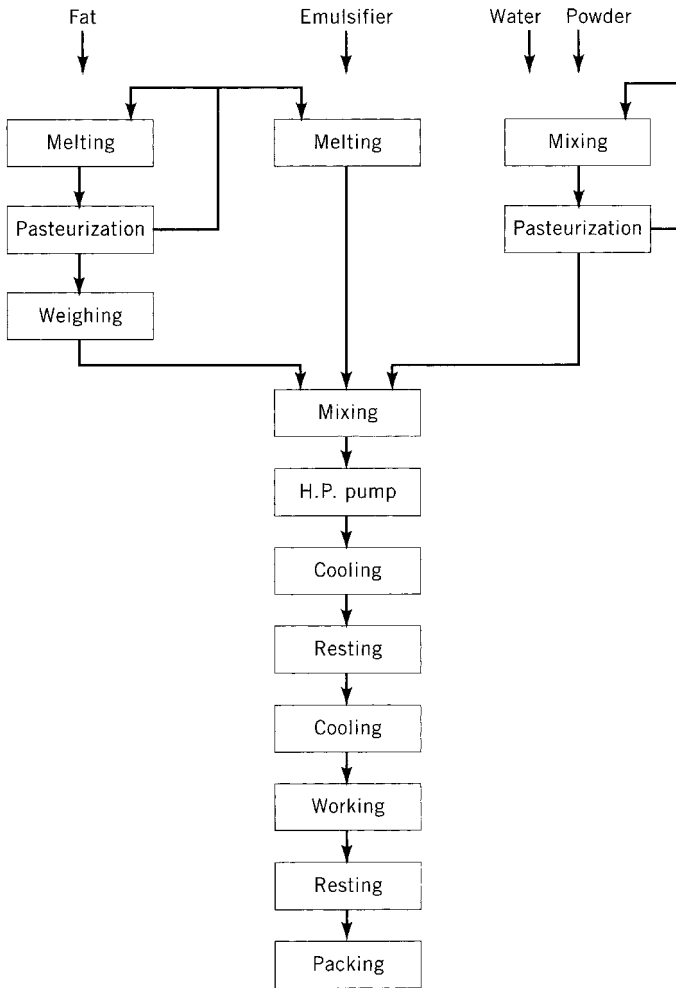 Fat
Emulsifier
Water
Powder
Melting
Melting
Mixing
Pasteurization
Pasteurization
Weighing
Mixing
H.P. pump
Cooling
Resting
Cooling
Working
Resting
Packing